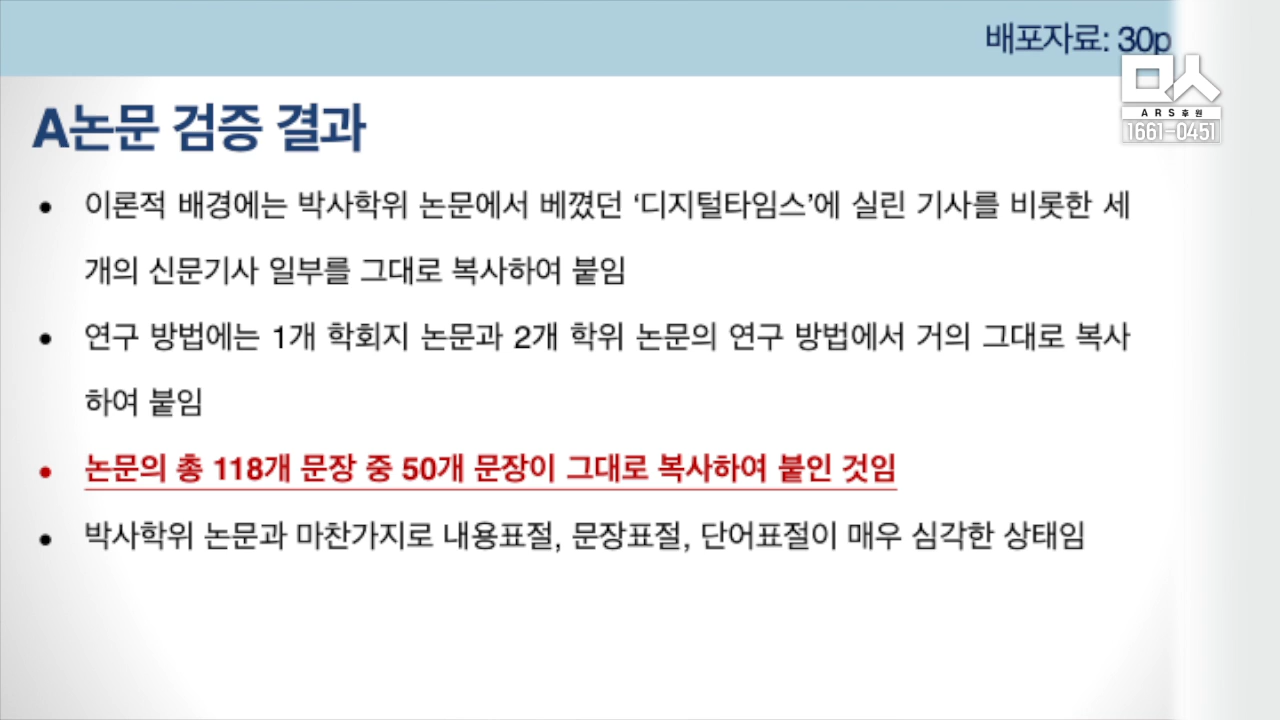 배포자료: 30p
ㅁㅅ
ARS후원
1661-0451
A논문 검증 결과
• 이론적 배경에는 박사학위 논문에서 베꼈던 ‘디지털타임스’에 실린 기사를 비롯한 세
개의 신문기사 일부를 그대로 복사하여 붙임
• 연구 방법에는 1개 학회지 논문과 2개 학위 논문의 연구 방법에서 거의 그대로 복사
하여 붙임
• 논문의 총 118개 문장 중 50개 문장이 그대로 복사하여 붙인 것임
• 박사학위 논문과 마찬가지로 내용표절, 문장표절, 단어표절이 매우 심각한 상태임